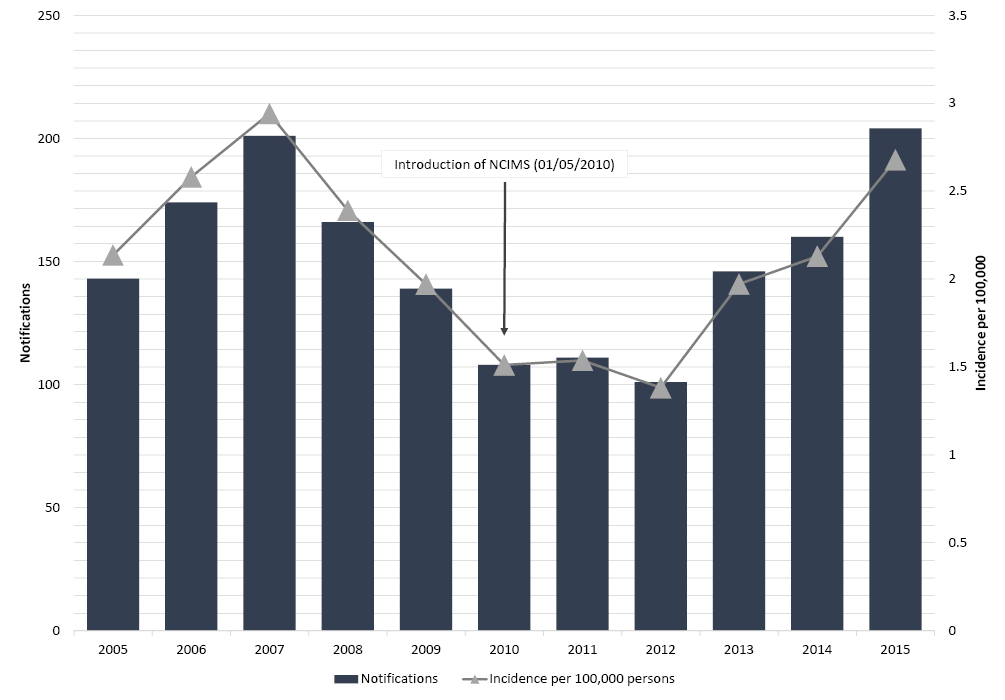 250
200
150
100
50
0
Notifications
3.5
3
2.5
2
1.5
1
0.5
0
Incidence per 100,000
Introduction of NCIMS (01/05/2010)
2005 2006 2007 2008 2009 2010 2011 2012 2013 2014 2015
Notifications Incidence per 100,000 persons